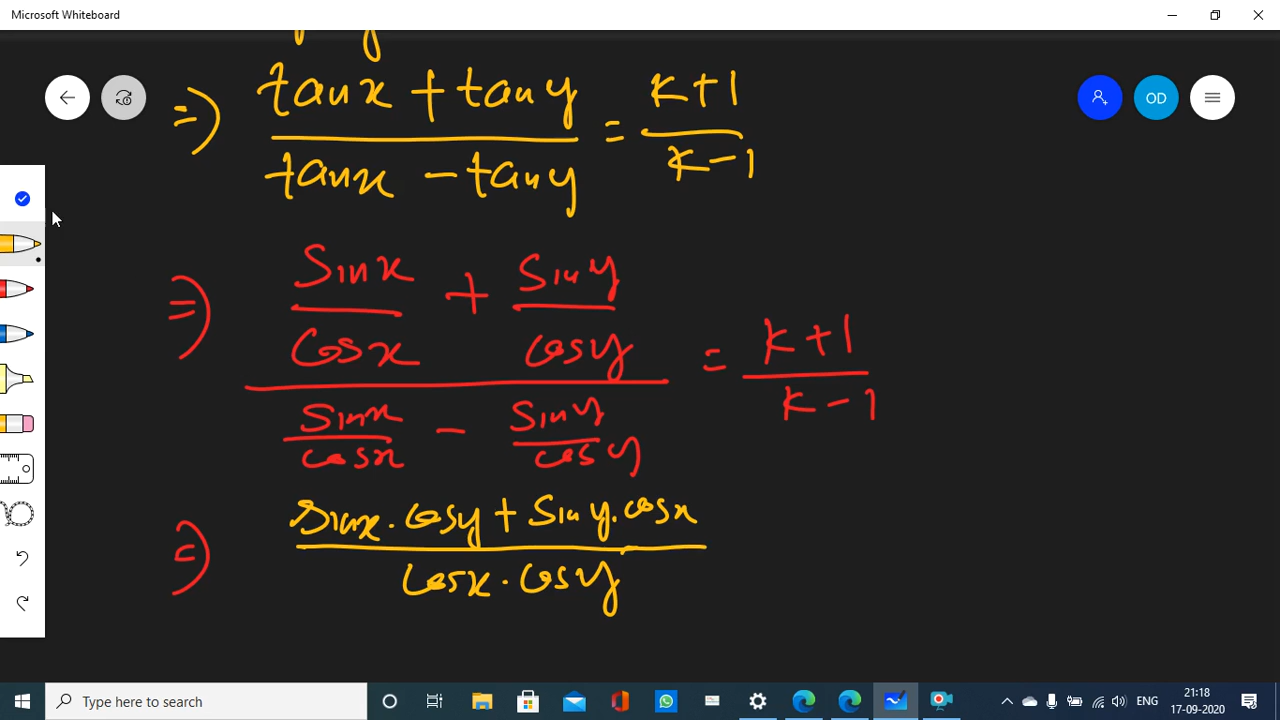 Microsoft Whiteboard
=) tanx + tany / tanx - tany = k+1 / k-1
OD
=) Sinx / Cosx + Siny / Cosy
Sinx / Cosx - Siny / Cosy = k+1 / k-1
=) Sinx . Cosy + Siny . Cosx
Cosx . Cosy
Type here to search
ENG
21:18
17-09-2020